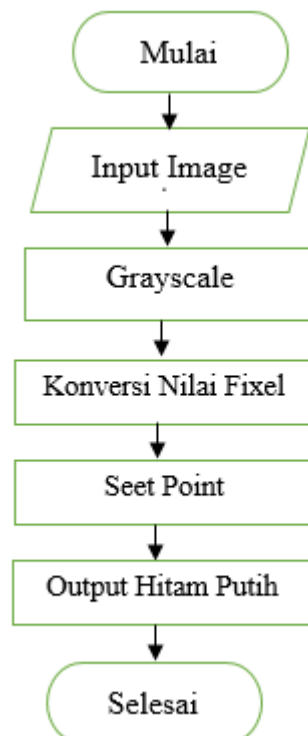 Mulai
Input Image
Grayscale
Konversi Nilai Fixel
Seet Point
Output Hitam Putih
Selesai